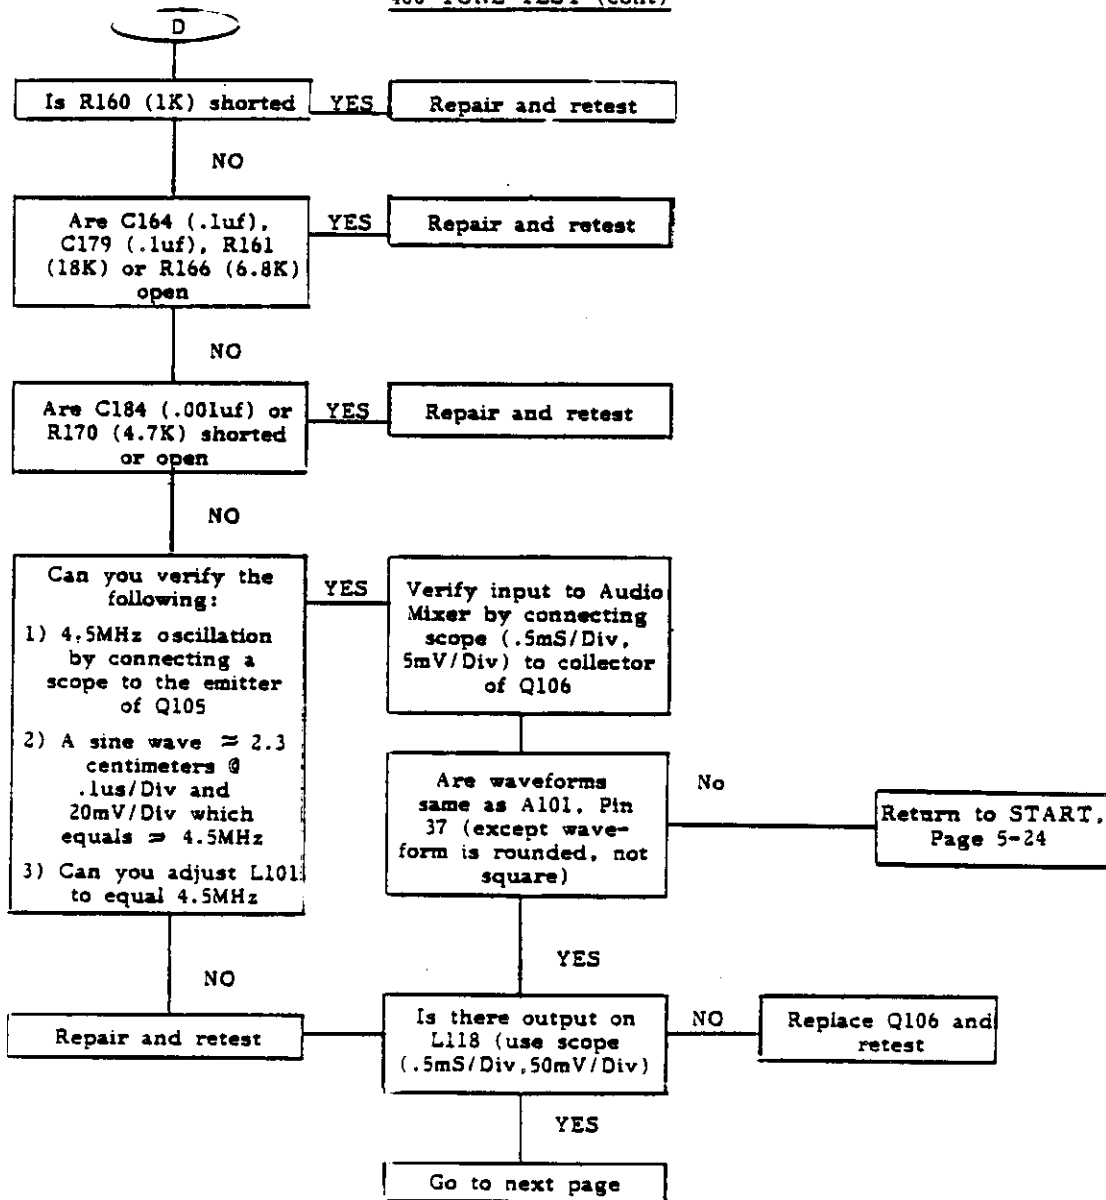 400 TONE TEST (cont)
D
Is R160 (1K) shorted
YES
Repair and retest
NO
Are C164 (.1uf),
C179 (.1uf), R161
(18K) or R166 (6.8K)
open
YES
Repair and retest
NO
Are C184 (.001uf) or
R170 (4.7K) shorted
or open
YES
Repair and retest
NO
Can you verify the
following:
1) 4.5MHz oscillation
by connecting a
scope to the emitter
of Q105
2) A sine wave ≈ 2.3
centimeters @
.1us/Div and
20mV/Div which
equals ≈ 4.5MHz
3) Can you adjust L101
to equal 4.5MHz
YES
Verify input to Audio
Mixer by connecting
scope (.5mS/Div,
5mV/Div) to collector
of Q106
Are waveforms
same as A101, Pin
37 (except wave-
form is rounded, not
square)
No
Return to START,
Page 5-24
YES
NO
Repair and retest
Is there output on
L118 (use scope
(.5mS/Div,50mV/Div)
NO
Replace Q106 and
retest
YES
Go to next page